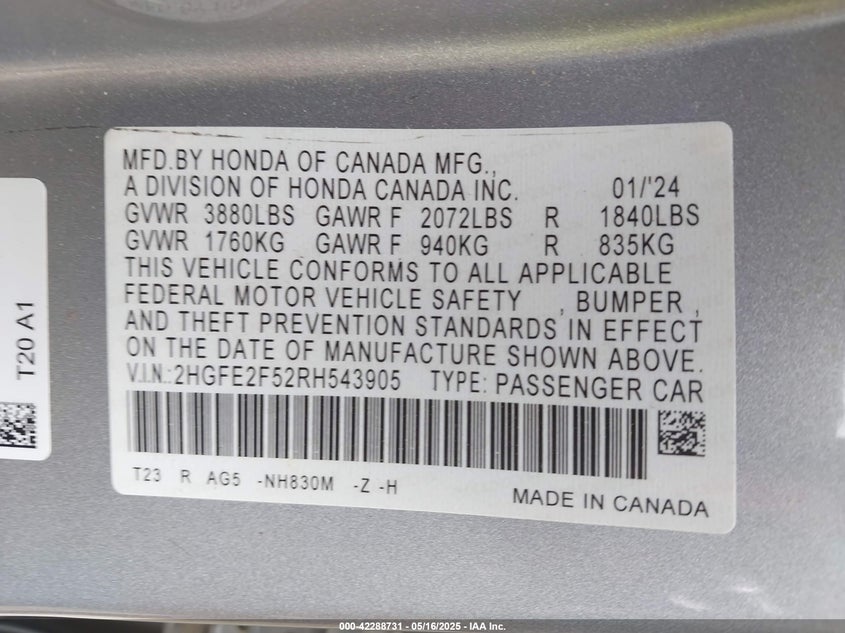 MFD.BY HONDA OF CANADA MFG.,
A DIVISION OF HONDA CANADA INC. 01/'24
GVWR 3880LBS GAWR F 2072LBS R 1840LBS
GVWR 1760KG GAWR F 940KG R 835KG
THIS VEHICLE CONFORMS TO ALL APPLICABLE
FEDERAL MOTOR VEHICLE SAFETY , BUMPER ,
AND THEFT PREVENTION STANDARDS IN EFFECT
ON THE DATE OF MANUFACTURE SHOWN ABOVE.
V.I.N.:2HGFE2F52RH543905 TYPE: PASSENGER CAR
T23 R AG5 -NH830M -Z -H
MADE IN CANADA
T20 A1
000-42288731 - 05/16/2025 - IAA Inc.